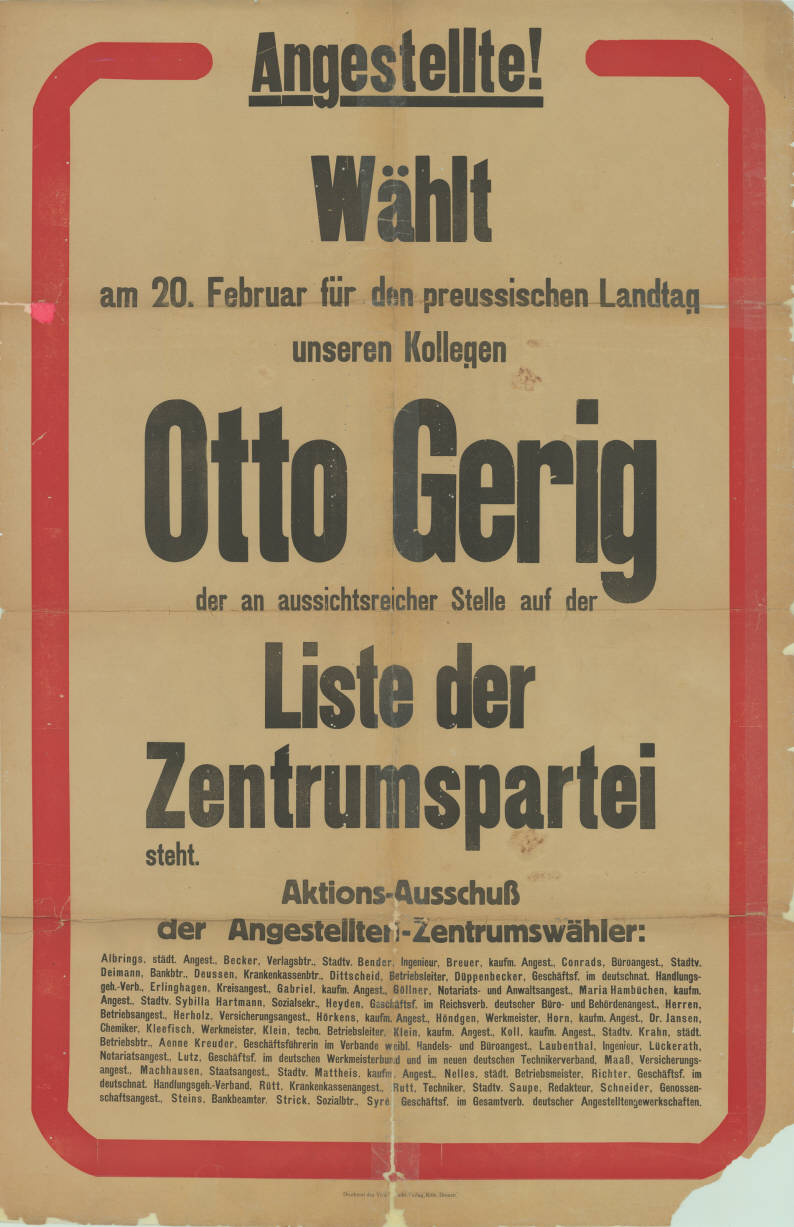 Angestellte!
Wählt
am 20. Februar für den preussischen Landtag
unseren Kollegen
Otto Gerig
der an aussichtsreicher Stelle auf der
Liste der
Zentrumspartei
steht.
Aktions-Ausschuß
der Angestellten-Zentrumswähler:
Albrings, städt. Angest., Becker, Verlagsbtr., Stadtv. Bender, Ingenieur, Breuer, kaufm. Angest., Conrads, Büroangest., Stadtv.
Deimann, Bankbtr., Deussen, Krankenkassenbtr., Dittscheid, Betriebsleiter, Düppenbecker, Geschäftsf. im deutschnat. Handlungs-
geh.-Verb., Erlinghagen, Kreisangest., Gabriel, kaufm. Angest., Göllner, Notariats- und Anwaltsangest., Maria Hambüchen, kaufm.
Angest., Stadtv. Sybilla Hartmann, Sozialsekr., Heyden, Geschäftsf. im Reichsverb. deutscher Büro- und Behördenangest., Herren,
Betriebsangest., Herholz, Versicherungsangest., Hörkens, kaufm. Angest., Höndgen, Werkmeister, Horn, kaufm. Angest., Dr. Jansen,
Chemiker, Kleefisch, Werkmeister, Klein, techn. Betriebsleiter, Klein, kaufm. Angest., Koll, kaufm. Angest., Stadtv. Krahn, städt.
Betriebsbtr., Aenne Kreuder, Geschäftsführerin im Verbande weibl. Handels- und Büroangest., Laubenthal, Ingenieur, Lückerath,
Notariatsangest., Lutz, Geschäftsf. im deutschen Werkmeisterbund und im neuen deutschen Technikerverband, Maaß, Versicherungs-
angest., Machhausen, Staatsangest., Stadtv. Mattheis, kaufm. Angest., Nelles, städt. Betriebsmeister, Richter, Geschäftsf. im
deutschnat. Handlungsgeh.-Verband, Rütt, Krankenkassenangest., Rutt, Techniker, Stadtv. Saupe, Redakteur, Schneider, Genossen-
schaftsangest., Steins, Bankbeamter, Strick, Sozialbtr., Syre Geschäftsf. im Gesamtverb. deutscher Angestelltengewerkschaften.